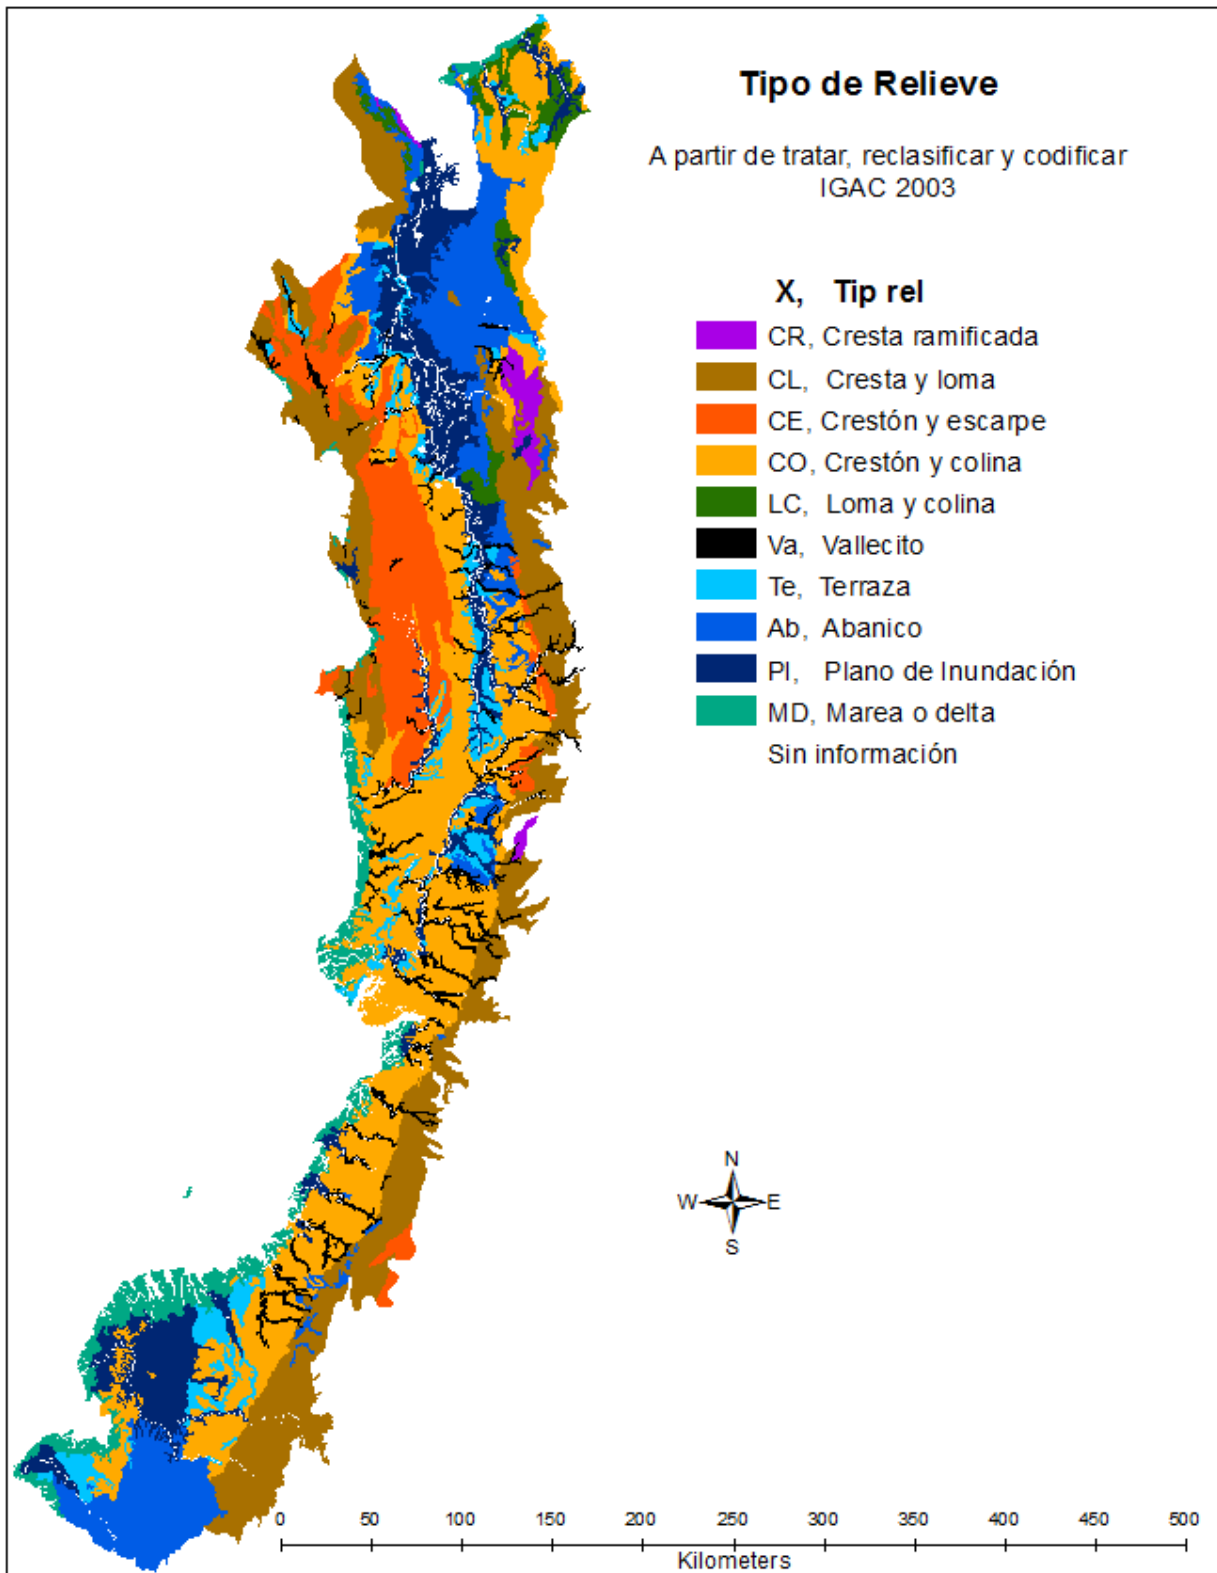 Tipo de Relieve
A partir de tratar, reclasificar y codificar
IGAC 2003
X, Tip rel
CR, Cresta ramificada
CL, Cresta y loma
CE, Crestón y escarpe
CO, Crestón y colina
LC, Loma y colina
Va, Vallecito
Te, Terraza
Ab, Abanico
PI, Plano de Inundación
MD, Marea o delta
Sin información
N
W E
S
0 50 100 150 200 250 300 350 400 450 500
Kilometers